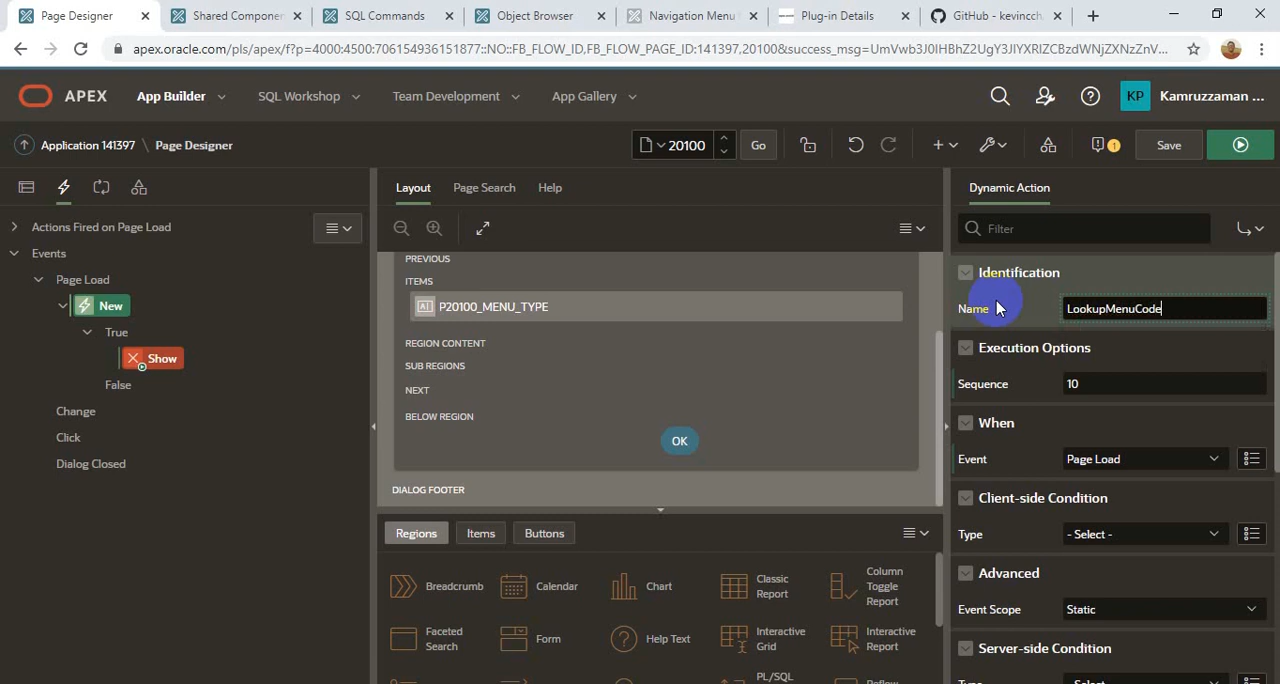 Page Designer
Shared Componen
SQL Commands
Object Browser
Navigation Menu
Plug-in Details
GitHub - kevincch
apex.oracle.com/pls/apex/f?p=4000:4500:706154936151877::NO::FB_FLOW_ID,FB_FLOW_PAGE_ID:141397,20100&success_msg=UmVwb3J0IHBhZ2UgY3JlYXRlZCBzdWNjZXNzZnV...
APEX
App Builder
SQL Workshop
Team Development
App Gallery
KP
Kamruzzaman ...
Application 141397 \ Page Designer
20100
Go
1
Save
Layout
Page Search
Help
Dynamic Action
Actions Fired on Page Load
Filter
Events
PREVIOUS
Identification
Page Load
ITEMS
New
P20100_MENU_TYPE
Name
LookupMenuCode
True
REGION CONTENT
Execution Options
Show
SUB REGIONS
Sequence
10
False
NEXT
Change
BELOW REGION
When
Click
OK
Event
Page Load
Dialog Closed
DIALOG FOOTER
Client-side Condition
Regions
Items
Buttons
Type
- Select -
Breadcrumb
Calendar
Chart
Classic
Report
Column
Toggle
Report
Advanced
Event Scope
Static
Faceted
Search
Form
Help Text
Interactive
Grid
Interactive
Report
Server-side Condition
PL/SQL